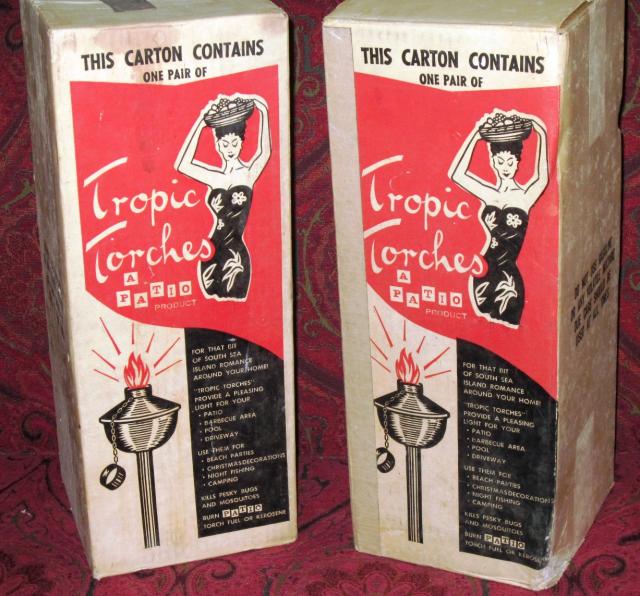 THIS CARTON CONTAINS
ONE PAIR OF
Tropic
Torches
A
PATIO
PRODUCT
FOR THAT BIT
OF SOUTH SEA
ISLAND ROMANCE
AROUND YOUR HOME!
"TROPIC TORCHES"
PROVIDE A PLEASING
LIGHT FOR YOUR
• PATIO
• BARBECUE AREA
• POOL
• DRIVEWAY
USE THEM FOR
• BEACH PARTIES
• CHRISTMAS DECORATIONS
• NIGHT FISHING
• CAMPING
KILLS PESKY BUGS
AND MOSQUITOES
BURN PATIO
TORCH FUEL OR KEROSENE
THIS CARTON CONTAINS
ONE PAIR OF
Tropic
Torches
A
PATIO
PRODUCT
FOR THAT BIT
OF SOUTH SEA
ISLAND ROMANCE
AROUND YOUR HOME!
"TROPIC TORCHES"
PROVIDE A PLEASING
LIGHT FOR YOUR
• PATIO
• BARBECUE AREA
• POOL
• DRIVEWAY
USE THEM FOR
• BEACH PARTIES
• CHRISTMAS DECORATIONS
• NIGHT FISHING
• CAMPING
KILLS PESKY BUGS
AND MOSQUITOES
BURN PATIO
TORCH FUEL OR KEROSENE